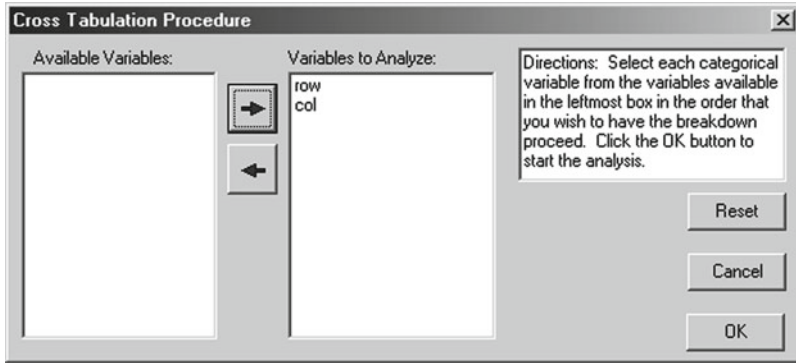 Cross Tabulation Procedure
Available Variables:
Variables to Analyze:
row
col
Directions: Select each categorical
variable from the variables available
in the leftmost box in the order that
you wish to have the breakdown
proceed. Click the OK button to
start the analysis.
Reset
Cancel
OK